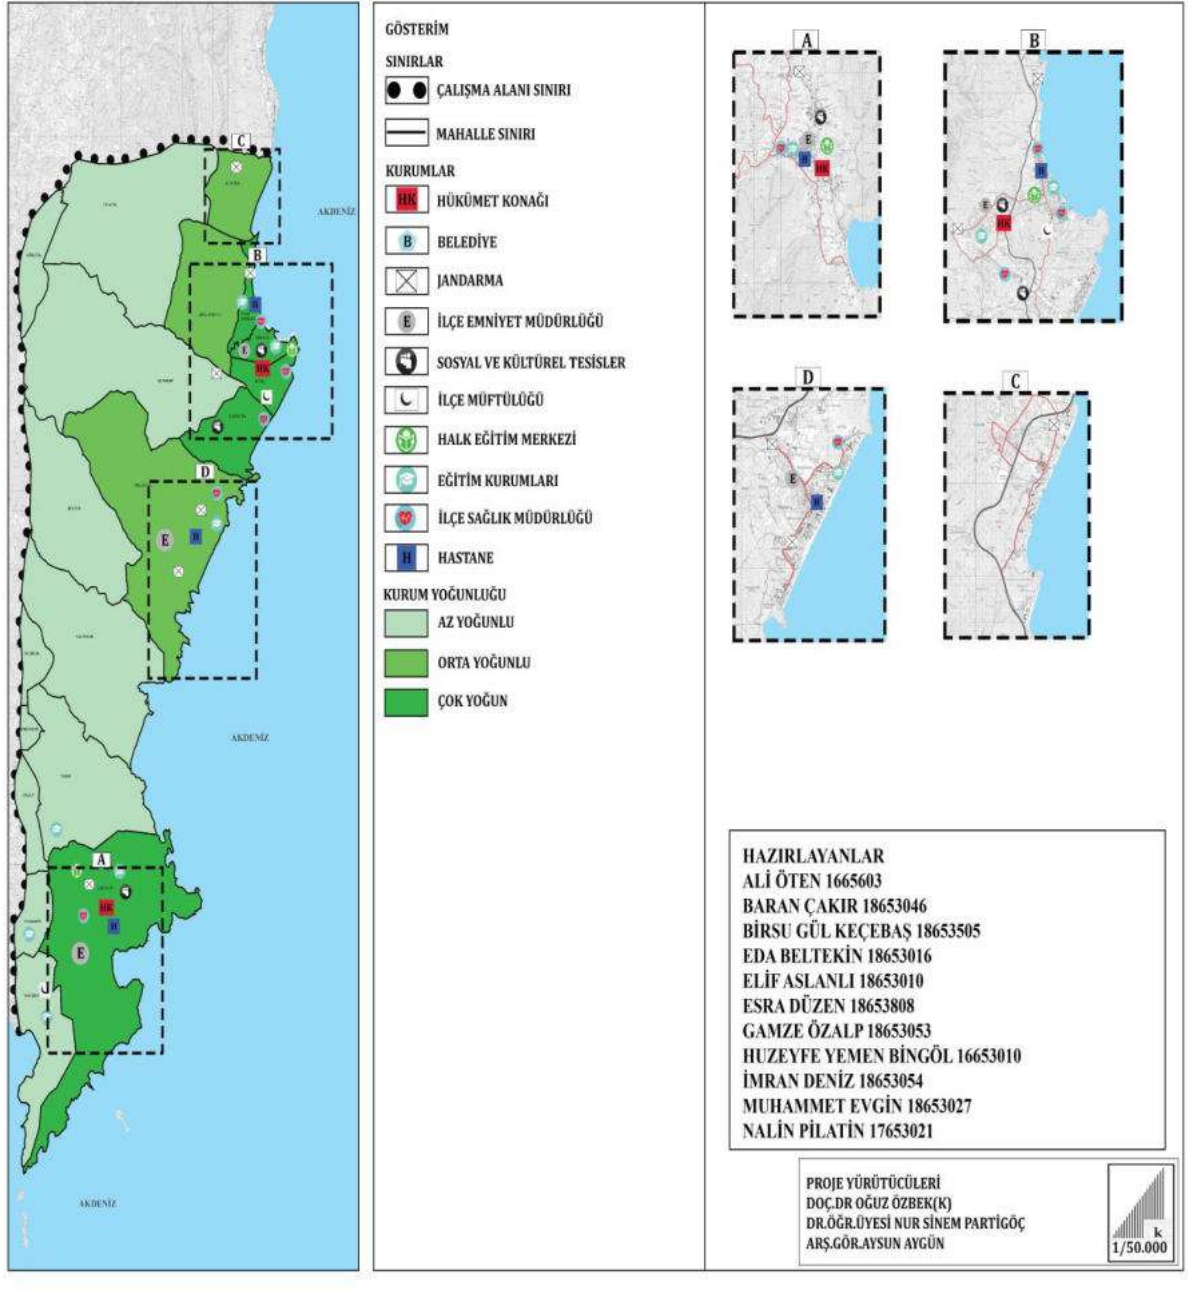 C
AKDENİZ
B
H
E
HK
D
H
E
AKDENİZ
A
HK
H
E
AKDENİZ
GÖSTERİM
SINIRLAR
ÇALIŞMA ALANI SINIRI
MAHALLE SINIRI
KURUMLAR
HK HÜKÜMET KONAĞI
B BELEDİYE
JANDARMA
E İLÇE EMNİYET MÜDÜRLÜĞÜ
SOSYAL VE KÜLTÜREL TESİSLER
İLÇE MÜFTÜLÜĞÜ
HALK EĞİTİM MERKEZİ
EĞİTİM KURUMLARI
İLÇE SAĞLIK MÜDÜRLÜĞÜ
H HASTANE
KURUM YOĞUNLUĞU
AZ YOĞUNLU
ORTA YOĞUNLU
ÇOK YOĞUN
A
E
H
HK
B
H
E
HK
D
E
H
C
HAZIRLAYANLAR
ALİ ÖTEN 1665603
BARAN ÇAKIR 18653046
BİRSU GÜL KEÇEBAŞ 18653505
EDA BELTEKİN 18653016
ELİF ASLANLI 18653010
ESRA DÜZEN 18653808
GAMZE ÖZALP 18653053
HUZEYFE YEMEN BİNGÖL 16653010
İMRAN DENİZ 18653054
MUHAMMET EVGİN 18653027
NALİN PİLATİN 17653021
PROJE YÜRÜTÜCÜLERİ
DOÇ.DR OĞUZ ÖZBEK(K)
DR.ÖĞR.ÜYESİ NUR SİNEM PARTİGÖÇ
ARŞ.GÖR.AYSUN AYGÜN
k
1/50.000